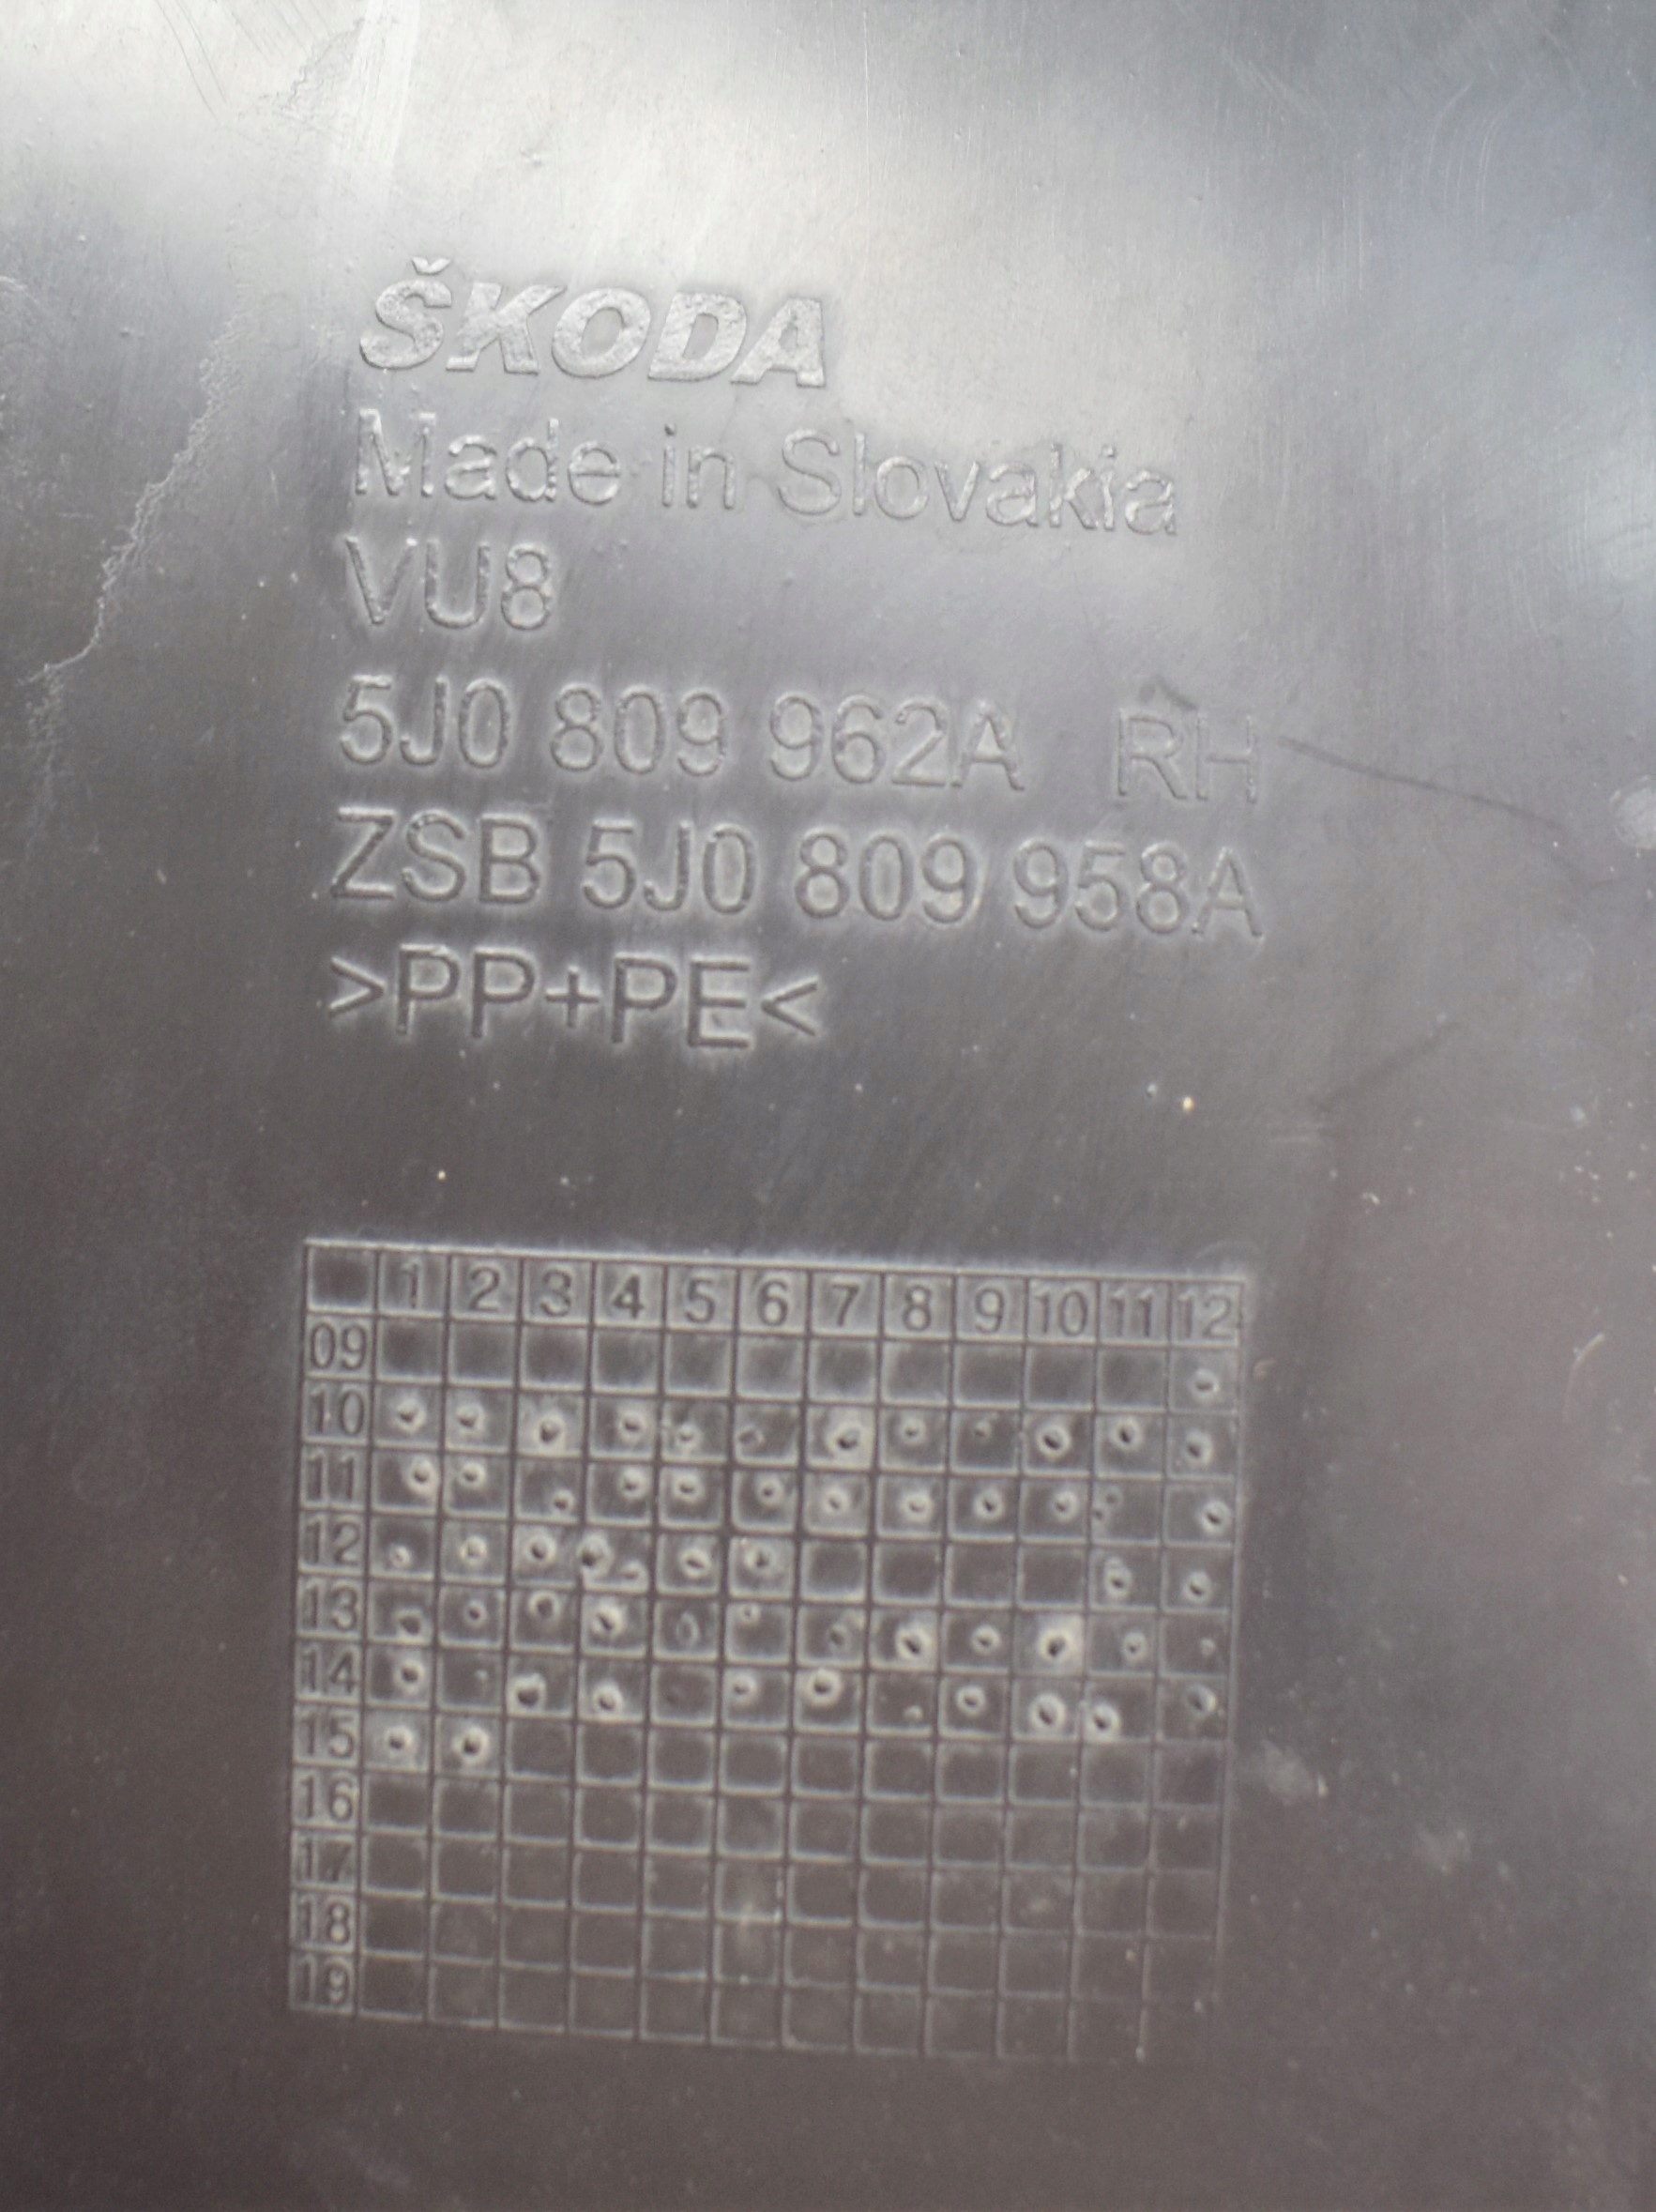 ŠKODA
Made in Slovakia
VU8
5J0 809 962A RH
ZSB 5J0 809 958A
>PP+PE<
1 2 3 4 5 6 7 8 9 10 11 12
09
10
11
12
13
14
15
16
17
18
19